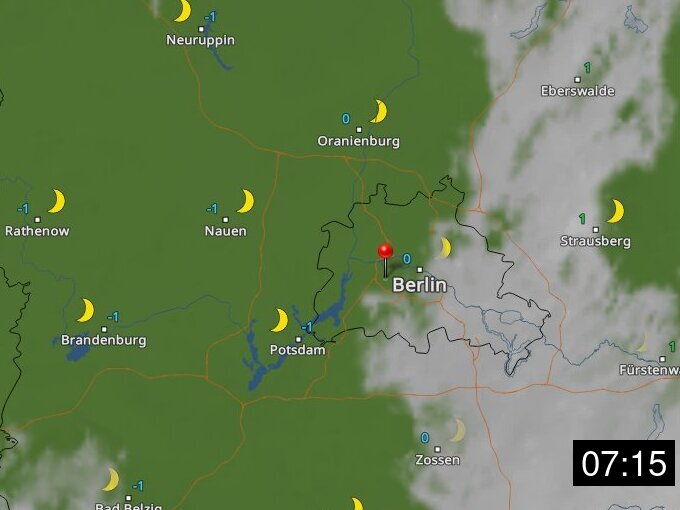 -1
Neuruppin
1
Eberswalde
0
Oranienburg
-1
Rathenow
-1
Nauen
1
Strausberg
0
Berlin
-1
Brandenburg
-1
Potsdam
1
Fürstenwa
0
Zossen
-1
Bad Belzig
07:15